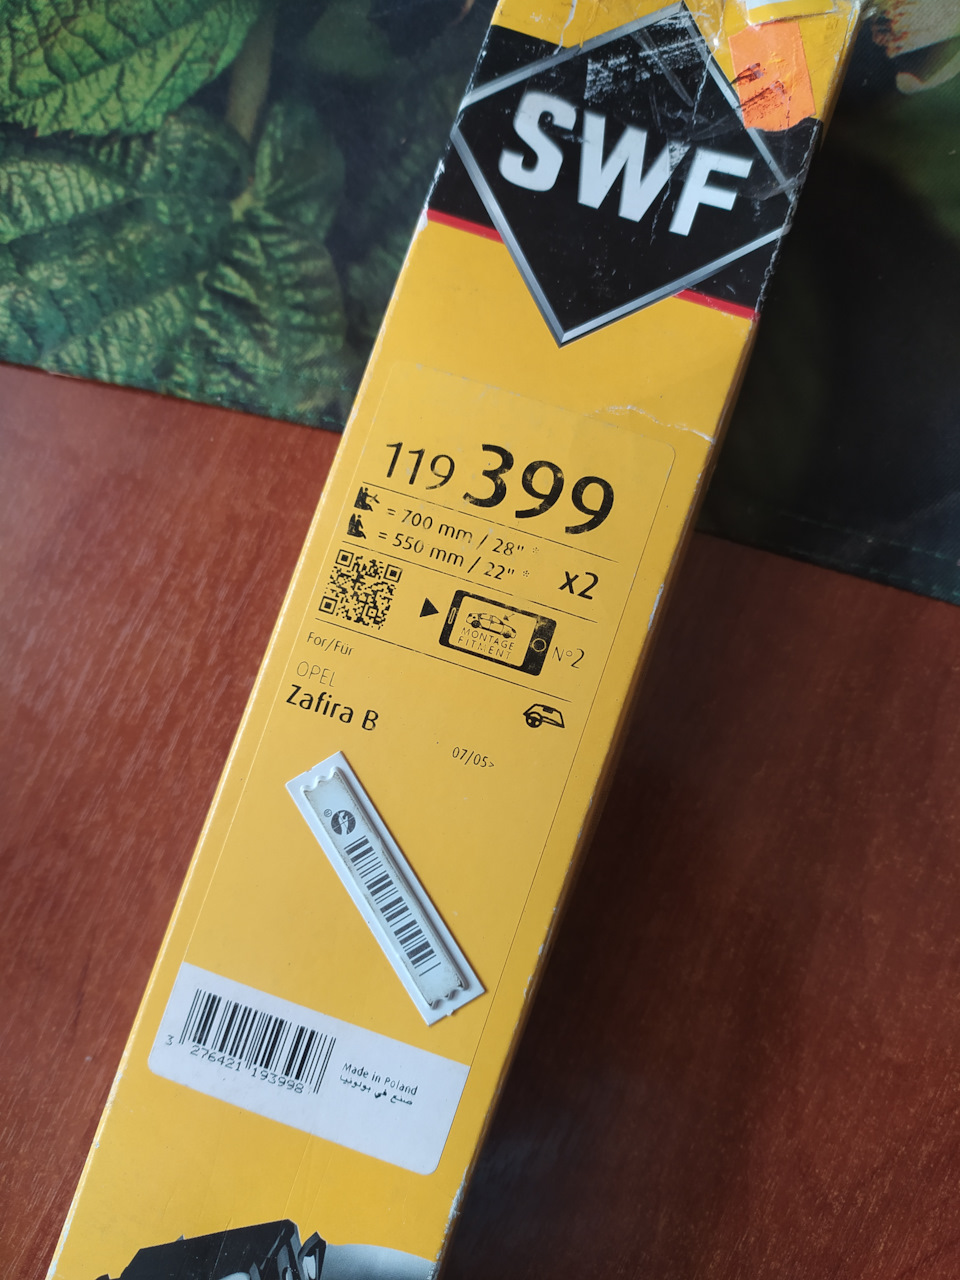 SWF
119 399
= 700 mm / 28" *
= 550 mm / 22" *
x2
MONTAGE
FITMENT
N°2
For/Für
OPEL
Zafira B
07/05>
©
3 276421 193998
Made in Poland
صنع في بولونيا